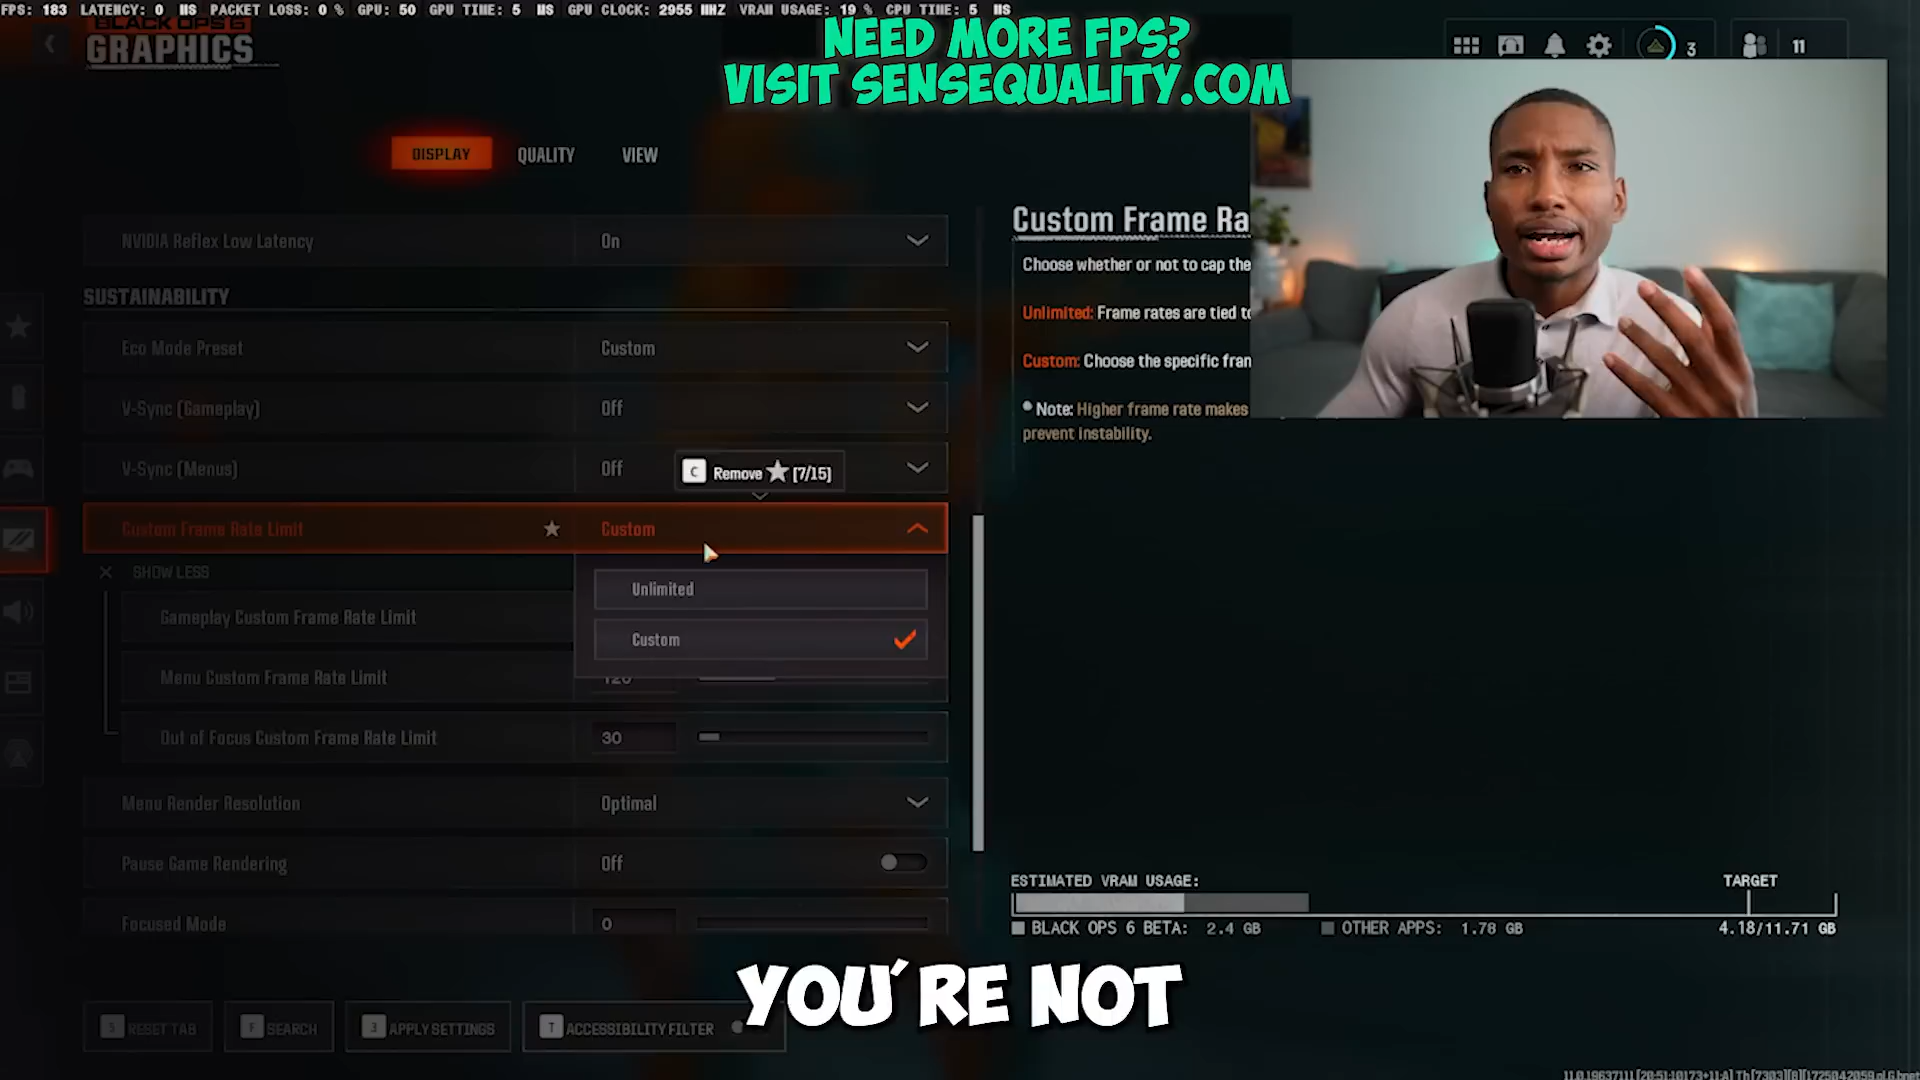 FPS: 183 LATENCY: 0 MS PACKET LOSS: 0 % GPU: 50 GPU TIME: 5 MS GPU CLOCK: 2955 MHZ VRAM USAGE: 19 % CPU TIME: 5 MS
BLACK OPS 6
GRAPHICS
NEED MORE FPS?
VISIT SENSEQUALITY.COM
3
11
DISPLAY QUALITY VIEW
NVIDIA Reflex Low Latency On
SUSTAINABILITY
Eco Mode Preset Custom
V-Sync (Gameplay) Off
V-Sync (Menus) Off
C Remove [7/15]
Custom Frame Rate Limit Custom
Unlimited
Custom
SHOW LESS
Gameplay Custom Frame Rate Limit
Menu Custom Frame Rate Limit 120
Out of Focus Custom Frame Rate Limit 30
Menu Render Resolution Optimal
Pause Game Rendering Off
Focused Mode 0
Custom Frame Ra
Choose whether or not to cap the
Unlimited: Frame rates are tied to
Custom: Choose the specific fram
Note: Higher frame rate makes
prevent instability.
ESTIMATED VRAM USAGE: TARGET
BLACK OPS 6 BETA: 2.4 GB OTHER APPS: 1.78 GB 4.18/11.71 GB
YOU'RE NOT
RESET TAB F SEARCH 3 APPLY SETTINGS T ACCESSIBILITY FILTER